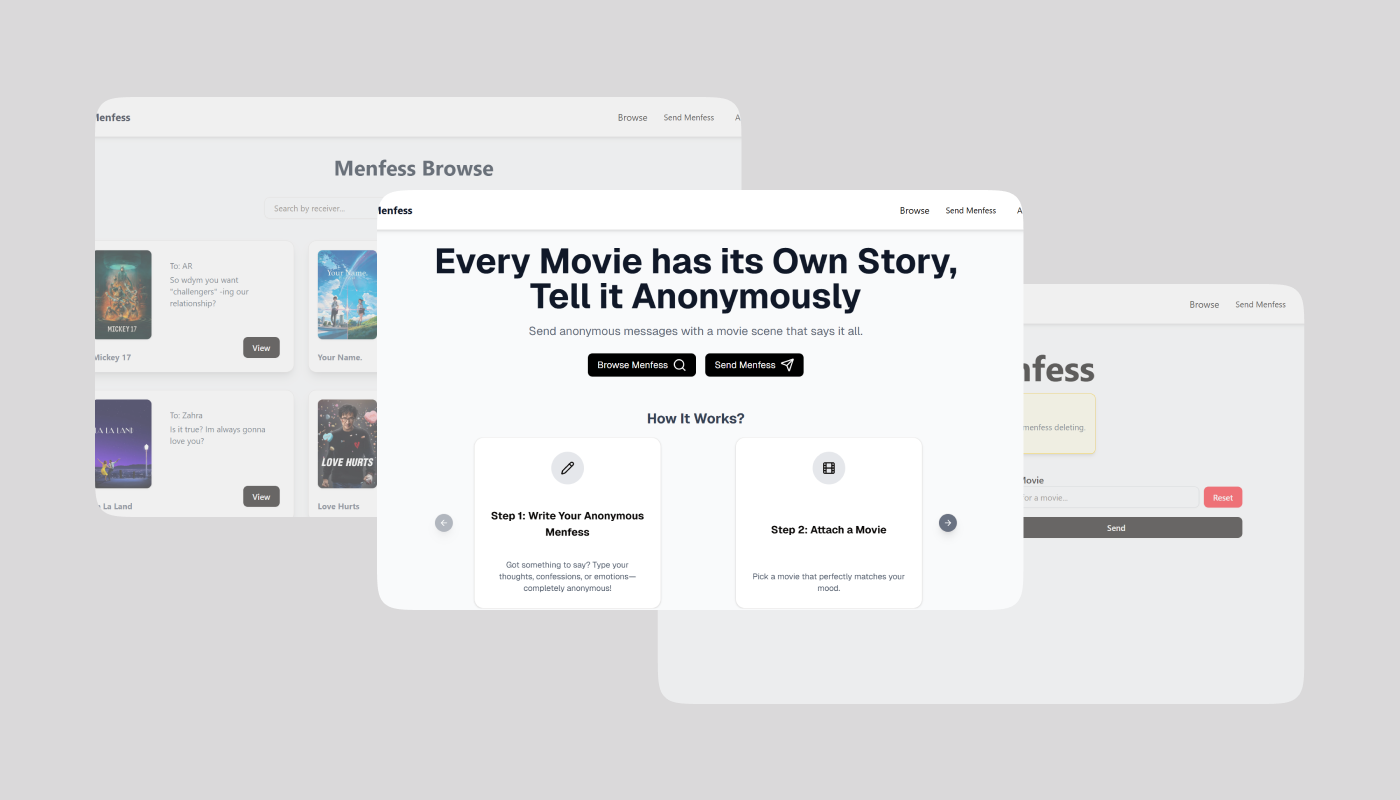 Menfess
Browse
Send Menfess
Menfess Browse
Search by receiver...
To: AR
So wdym you want
"challengers" -ing our
relationship?
MICKEY 17
View
Mickey 17
Your Name.
Your Name.
To: Zahra
Is it true? Im always gonna
love you?
LA LA LAND
View
La Land
LOVE HURTS
Love Hurts
Menfess
Browse
Send Menfess
Every Movie has its Own Story,
Tell it Anonymously
Send anonymous messages with a movie scene that says it all.
Browse Menfess
Send Menfess
How It Works?
Step 1: Write Your Anonymous
Menfess
Got something to say? Type your
thoughts, confessions, or emotions—
completely anonymous!
Step 2: Attach a Movie
Pick a movie that perfectly matches your
mood.
Browse
Send Menfess
nfess
menfess deleting.
Movie
for a movie...
Reset
Send